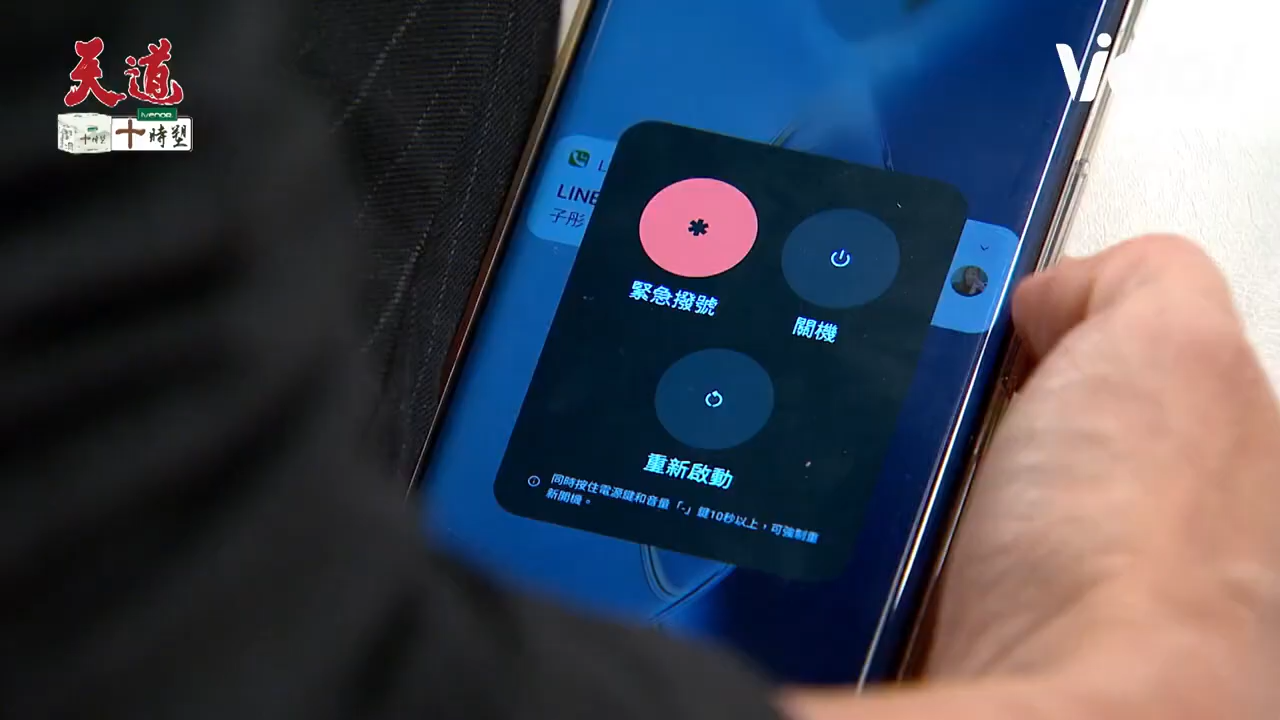 天道
ivenor
十時塑
LINE
子彤
緊急撥號
關機
重新啟動
同時按住電源鍵和音量「-」鍵10秒以上，可強制重
新開機。